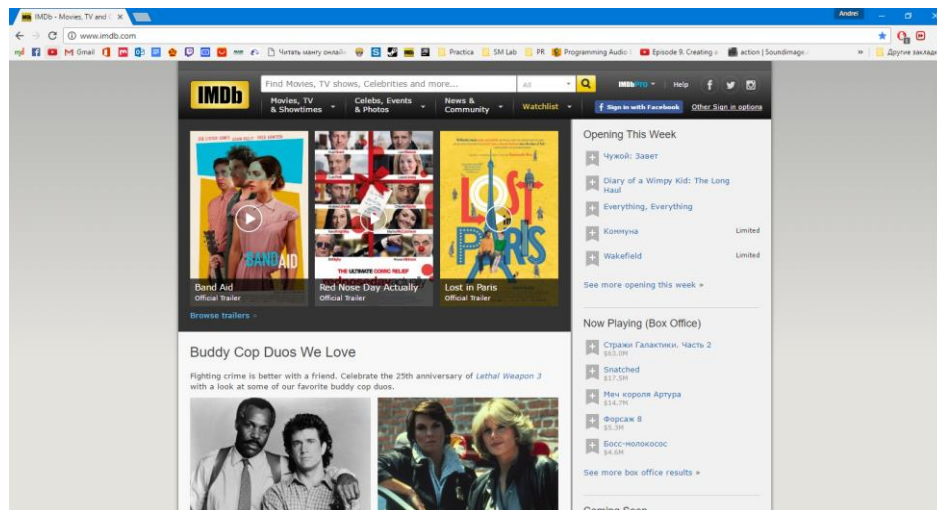 IMDb - Movies, TV and C
Andrei
www.imdb.com
Gmail
Читать мангу онлай
Practica
SM Lab
PR
Programming Audio
Episode 9. Creating a
action | Soundimage
Другие заклад
IMDb
Find Movies, TV shows, Celebrities and more...
All
IMDbPro
Help
Movies, TV
& Showtimes
Celebs, Events
& Photos
News &
Community
Watchlist
Sign in with Facebook
Other Sign in options
BAND AID
Band Aid
Official Trailer
THE ULTIMATE COMIC RELIEF
Red Nose Day Actually
Official Trailer
LOST in PARIS
Lost in Paris
Official Trailer
Browse trailers »
Opening This Week
Чужой: Завет
Diary of a Wimpy Kid: The Long
Haul
Everything, Everything
Коммуна
Limited
Wakefield
Limited
See more opening this week »
Buddy Cop Duos We Love
Fighting crime is better with a friend. Celebrate the 25th anniversary of Lethal Weapon 3
with a look at some of our favorite buddy cop duos.
Now Playing (Box Office)
Стражи Галактики. Часть 2
$63.0M
Snatched
$17.5M
Меч короля Артура
$14.7M
Форсаж 8
$5.3M
Босс-молокосос
$4.6M
See more box office results »
Coming Soon